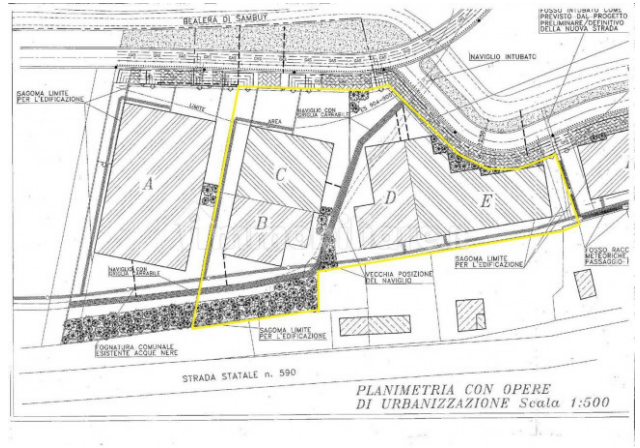 BEALERA DI SAMBUY
FOSSO INTUBATO COME
PREVISTO DAL PROGETTO
PRELIMINARE/DEFINITIVO
DELLA NUOVA STRADA
NAVIGLIO INTUBATO
SAGOMA LIMITE
PER L'EDIFICAZIONE
LIMITE
AREA
NAVIGLIO CON
GRIGLIA CARRABILE
A
C
B
D
E
NAVIGLIO CON
GRIGLIA CARRABILE
VECCHIA POSIZIONE
DEL NAVIGLIO
SAGOMA LIMITE
PER L'EDIFICAZIONE
FOSSO RACC
METEORICHE
PASSAGGIO
SAGOMA LIMITE
PER L'EDIFICAZIONE
FOGNATURA COMUNALE
ESISTENTE ACQUE NERE
STRADA STATALE n. 590
PLANIMETRIA CON OPERE
DI URBANIZZAZIONE Scala 1:500